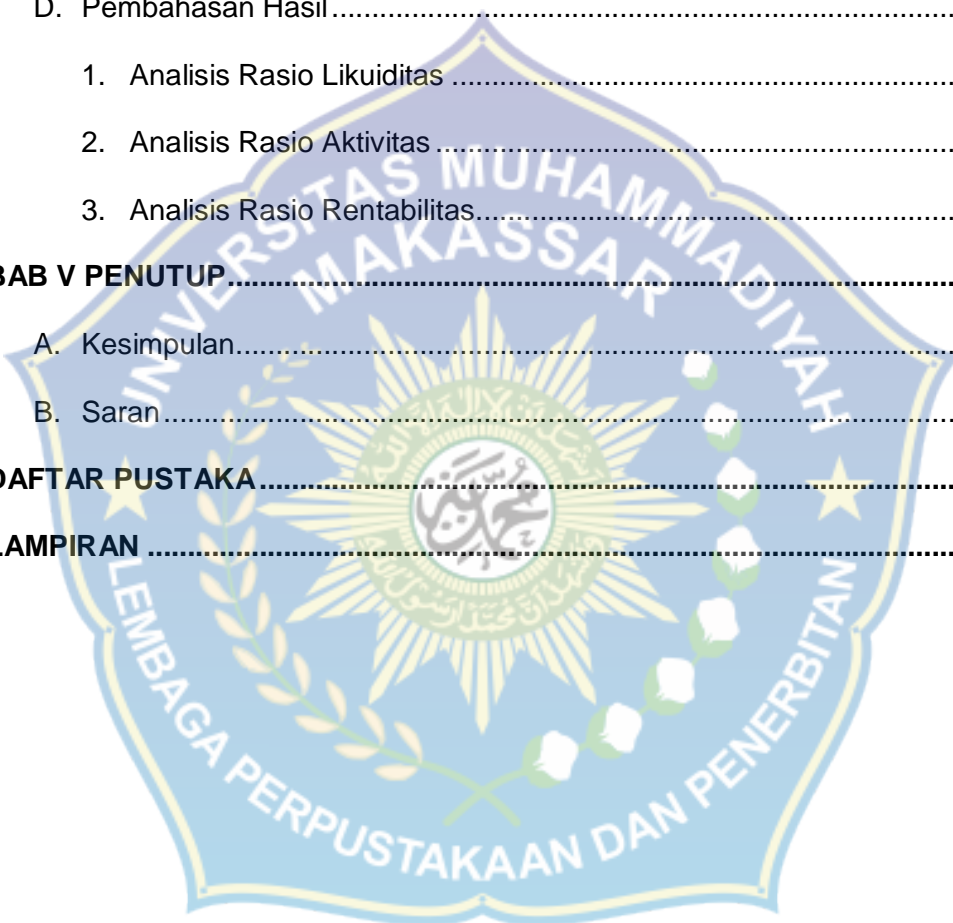 D. Pembahasan Hasil................................................................................
1. Analisis Rasio Likuiditas ................................................................
2. Analisis Rasio Aktivitas ................................................................
3. Analisis Rasio Rentabilitas................................................................
BAB V PENUTUP................................................................................
A. Kesimpulan................................................................................
B. Saran ................................................................................
DAFTAR PUSTAKA................................................................................
LAMPIRAN ................................................................................
UNIVERSITAS MUHAMMADIYAH
MAKASSAR
محمدية
LEMBAGA PERPUSTAKAAN DAN PENERBITAN